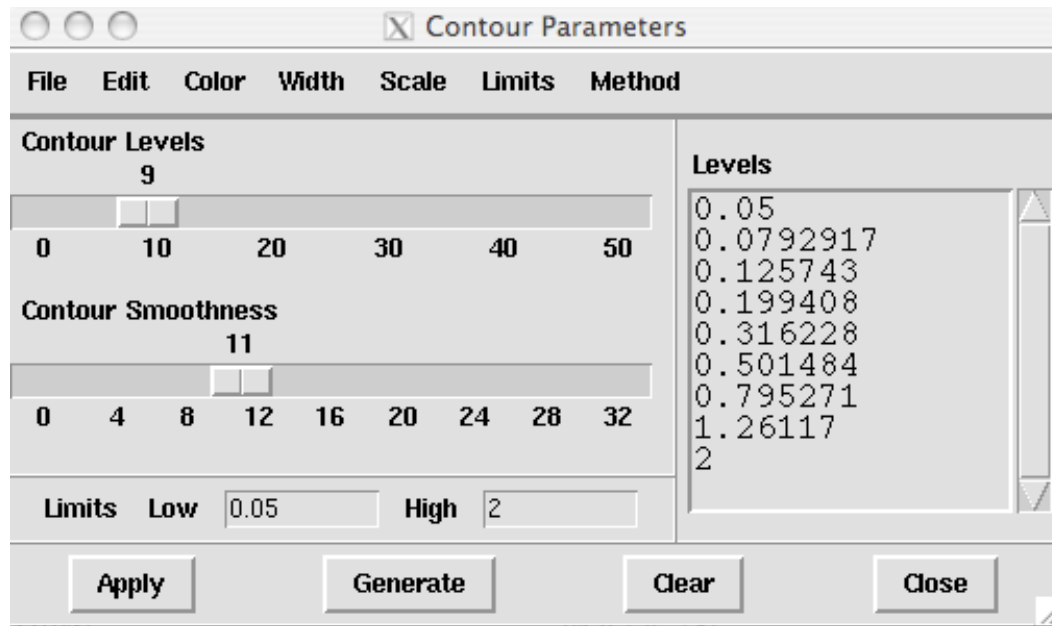 Contour Parameters
File Edit Color Width Scale Limits Method
Contour Levels
9
0 10 20 30 40 50
Contour Smoothness
11
0 4 8 12 16 20 24 28 32
Limits Low 0.05 High 2
Levels
0.05
0.0792917
0.125743
0.199408
0.316228
0.501484
0.795271
1.26117
2
Apply Generate Clear Close